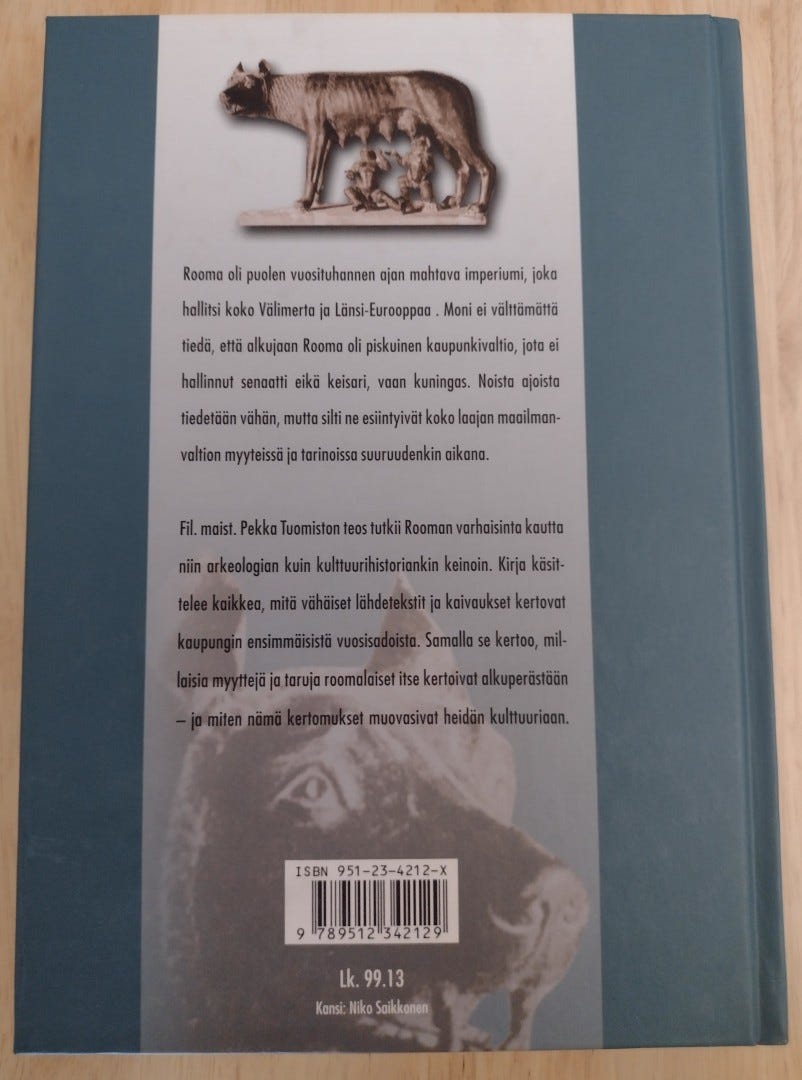 Rooma oli puolen vuosituhannen ajan mahtava imperiumi, joka
hallitsi koko Välimerta ja Länsi-Eurooppaa . Moni ei välttämättä
tiedä, että alkujaan Rooma oli piskuinen kaupunkivaltio, jota ei
hallinnut senaatti eikä keisari, vaan kuningas. Noista ajoista
tiedetään vähän, mutta silti ne esiintyivät koko laajan maailman-
valtion myyteissä ja tarinoissa suuruudenkin aikana.
Fil. maist. Pekka Tuomiston teos tutkii Rooman varhaisinta kautta
niin arkeologian kuin kulttuurihistoriankin keinoin. Kirja käsit-
telee kaikkea, mitä vähäiset lähdetekstit ja kaivaukset kertovat
kaupungin ensimmäisistä vuosisadoista. Samalla se kertoo, mil-
laisia myyttejä ja taruja roomalaiset itse kertoivat alkuperästään
– ja miten nämä kertomukset muovasivat heidän kulttuuriaan.
ISBN 951-23-4212-X
9 789512 342129
Lk. 99.13
Kansi: Niko Saikkonen